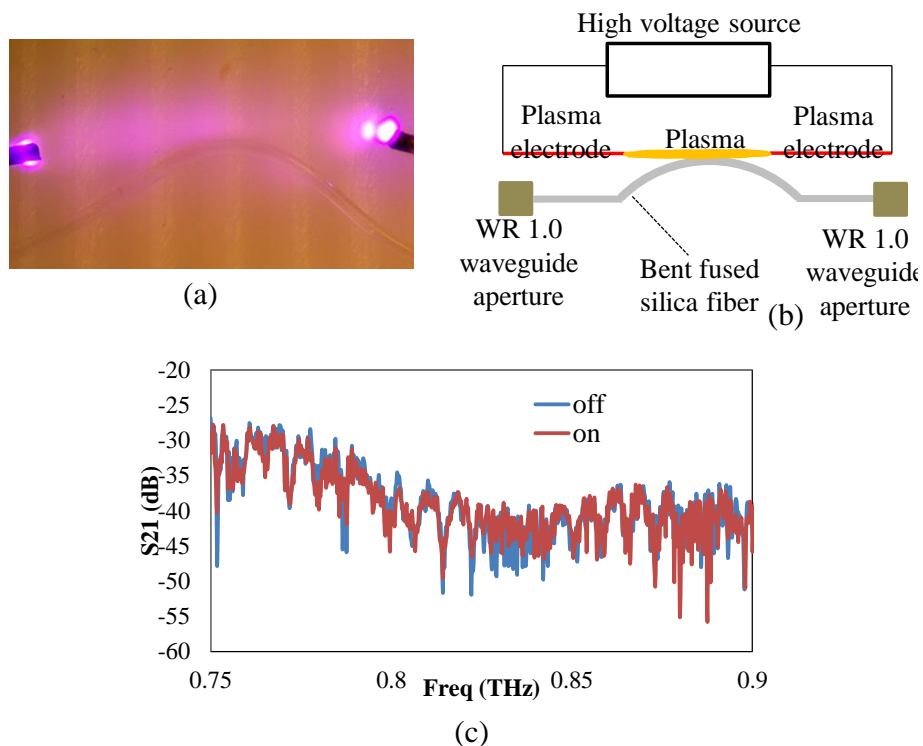 High voltage source
Plasma electrode
Plasma
Plasma electrode
WR 1.0 waveguide aperture
Bent fused silica fiber
WR 1.0 waveguide aperture
(a)
(b)
-20
-25
-30
-35
-40
-45
-50
-55
-60
S21 (dB)
off
on
0.75
0.8
0.85
0.9
Freq (THz)
(c)